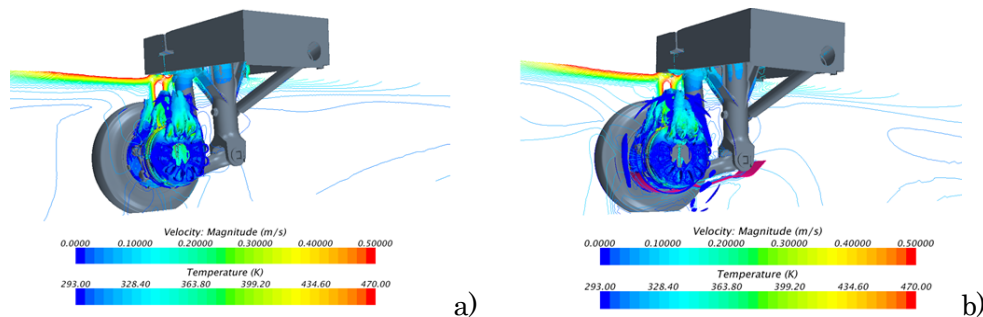 Velocity: Magnitude (m/s)
0.0000 0.10000 0.20000 0.30000 0.40000 0.50000
Temperature (K)
293.00 328.40 363.80 399.20 434.60 470.00
a)
Velocity: Magnitude (m/s)
0.0000 0.10000 0.20000 0.30000 0.40000 0.50000
Temperature (K)
293.00 328.40 363.80 399.20 434.60 470.00
b)